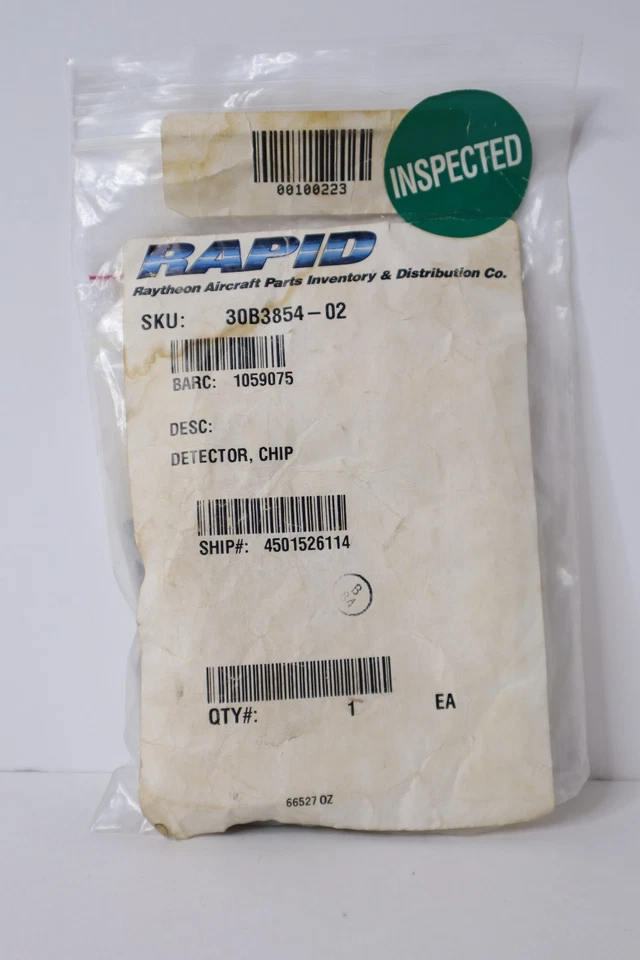 00100223
INSPECTED
RAPID
Raytheon Aircraft Parts Inventory & Distribution Co.
SKU: 30B3854-02
BARC: 1059075
DESC:
DETECTOR, CHIP
SHIP#: 4501526114
B
8A
QTY#: 1 EA
66527 OZ